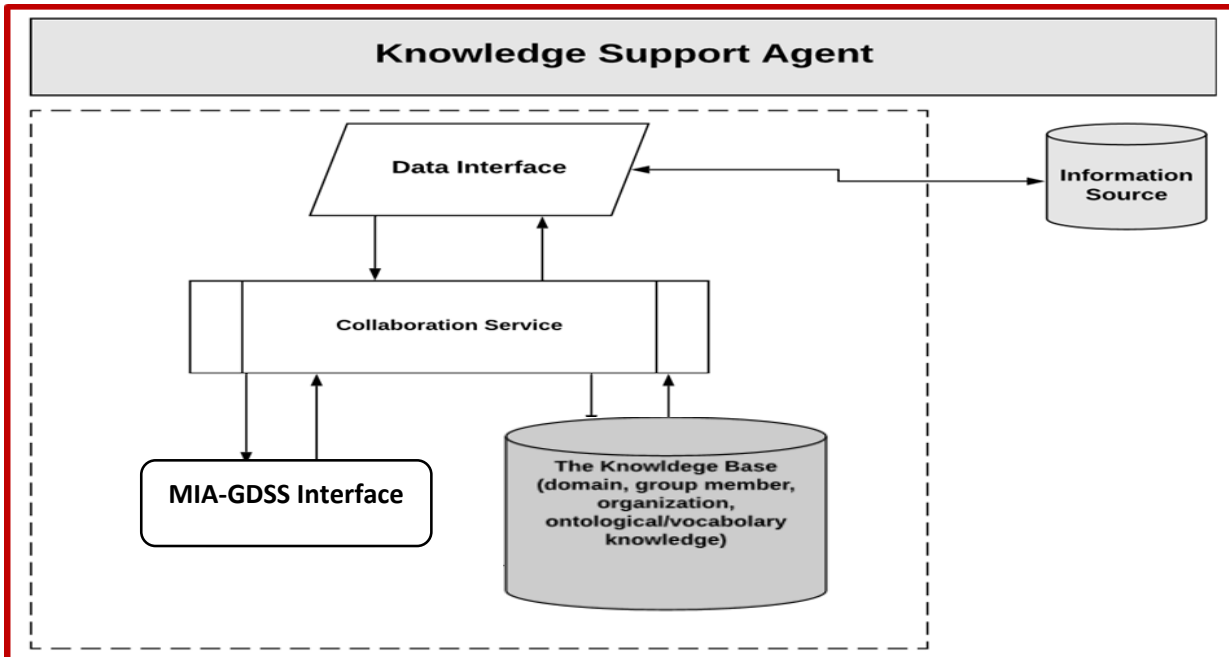 Knowledge Support Agent
Data Interface
Information
Source
Collaboration Service
MIA-GDSS Interface
The Knowldege Base
(domain, group member,
organization,
ontological/vocabolary
knowledge)